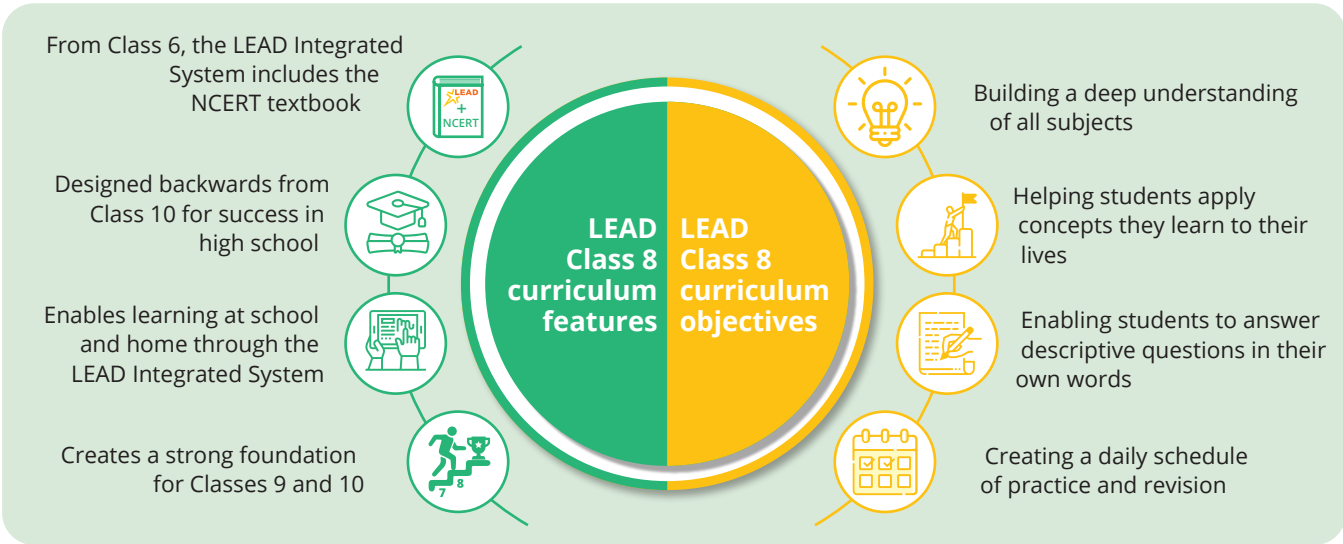 From Class 6, the LEAD Integrated
System includes the
NCERT textbook
LEAD
+
NCERT
Designed backwards from
Class 10 for success in
high school
Enables learning at school
and home through the
LEAD Integrated System
Creates a strong foundation
for Classes 9 and 10
7
8
LEAD
Class 8
curriculum
features
LEAD
Class 8
curriculum
objectives
Building a deep understanding
of all subjects
Helping students apply
concepts they learn to their
lives
Enabling students to answer
descriptive questions in their
own words
Creating a daily schedule
of practice and revision